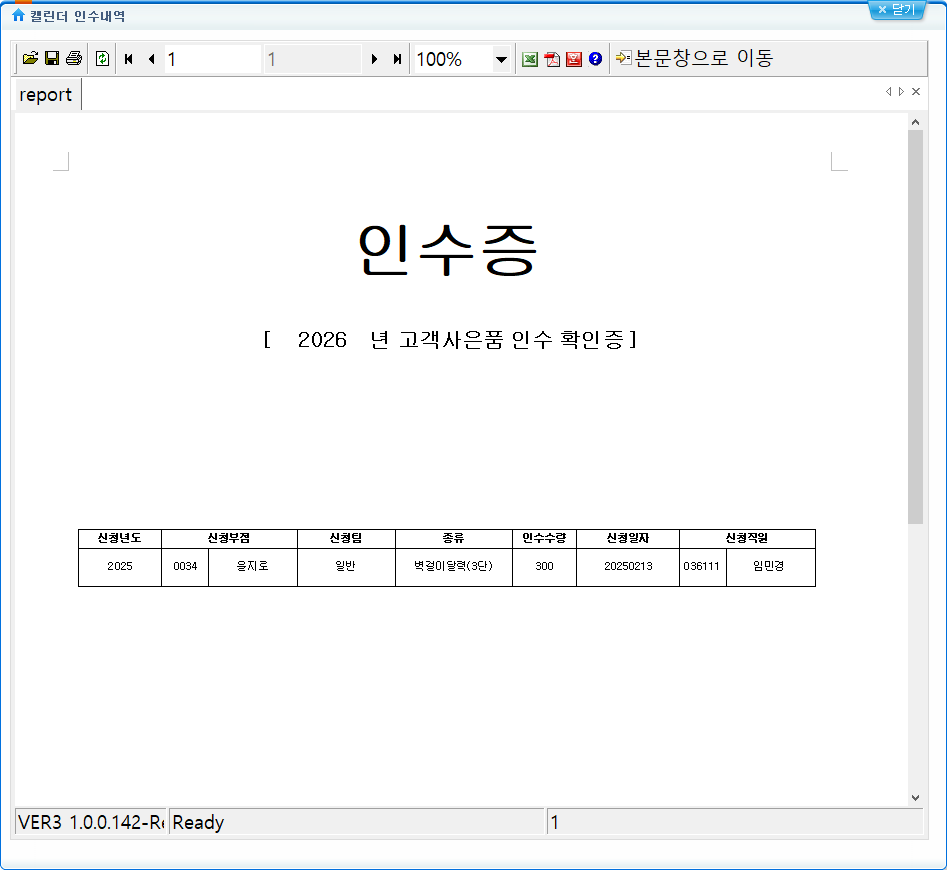 캘린더 인수내역
× 닫기
1 1 100% 본문창으로 이동
report
인수증
[ 2026 년 고객사은품 인수 확인증 ]
신청년도 신청부점 신청팀 종류 인수수량 신청일자 신청직원
2025 0034 을지로 일반 벽걸이달력(3단) 300 20250213 036111 임민경
VER3 1.0.0.142-Re Ready 1